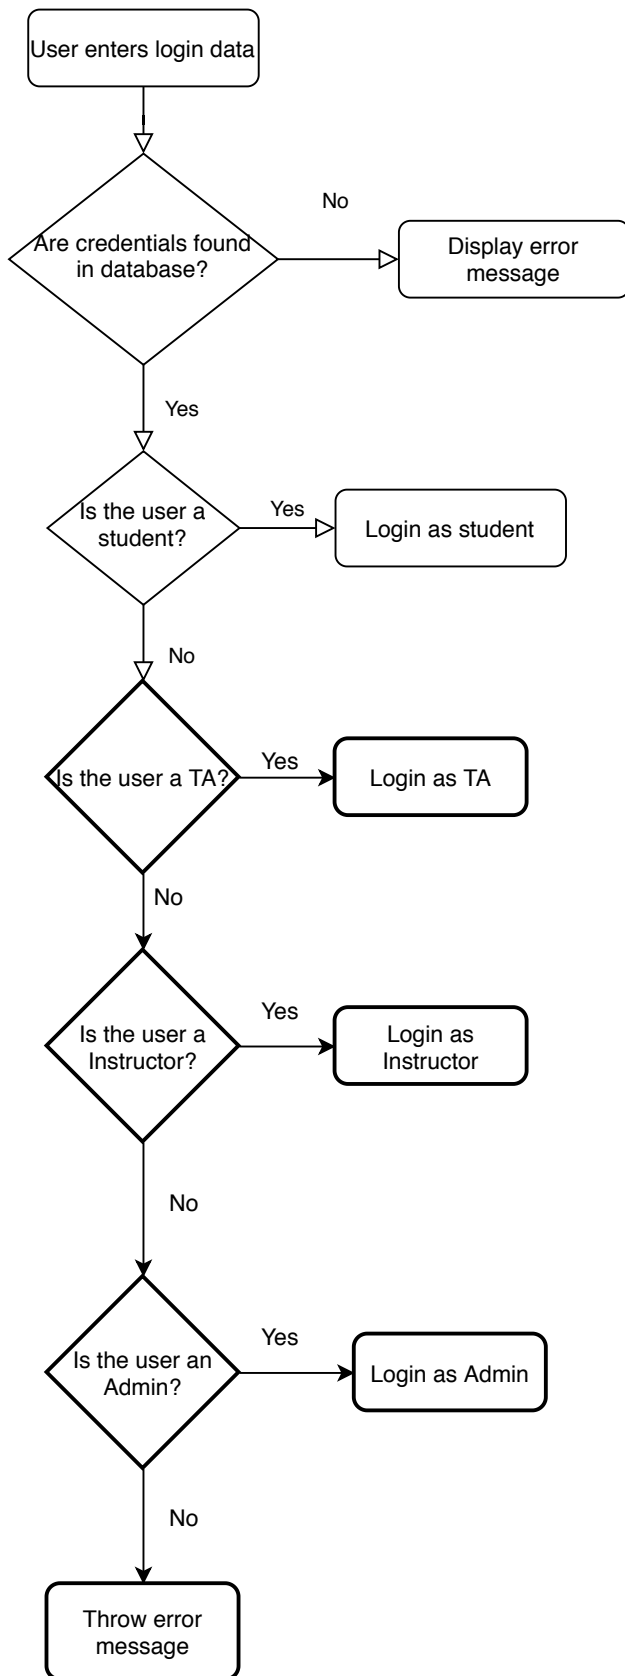 User enters login data
No
Are credentials found
in database?
Display error
message
Yes
Is the user a
student?
Yes
Login as student
No
Is the user a TA?
Yes
Login as TA
No
Is the user a
Instructor?
Yes
Login as
Instructor
No
Is the user an
Admin?
Yes
Login as Admin
No
Throw error
message